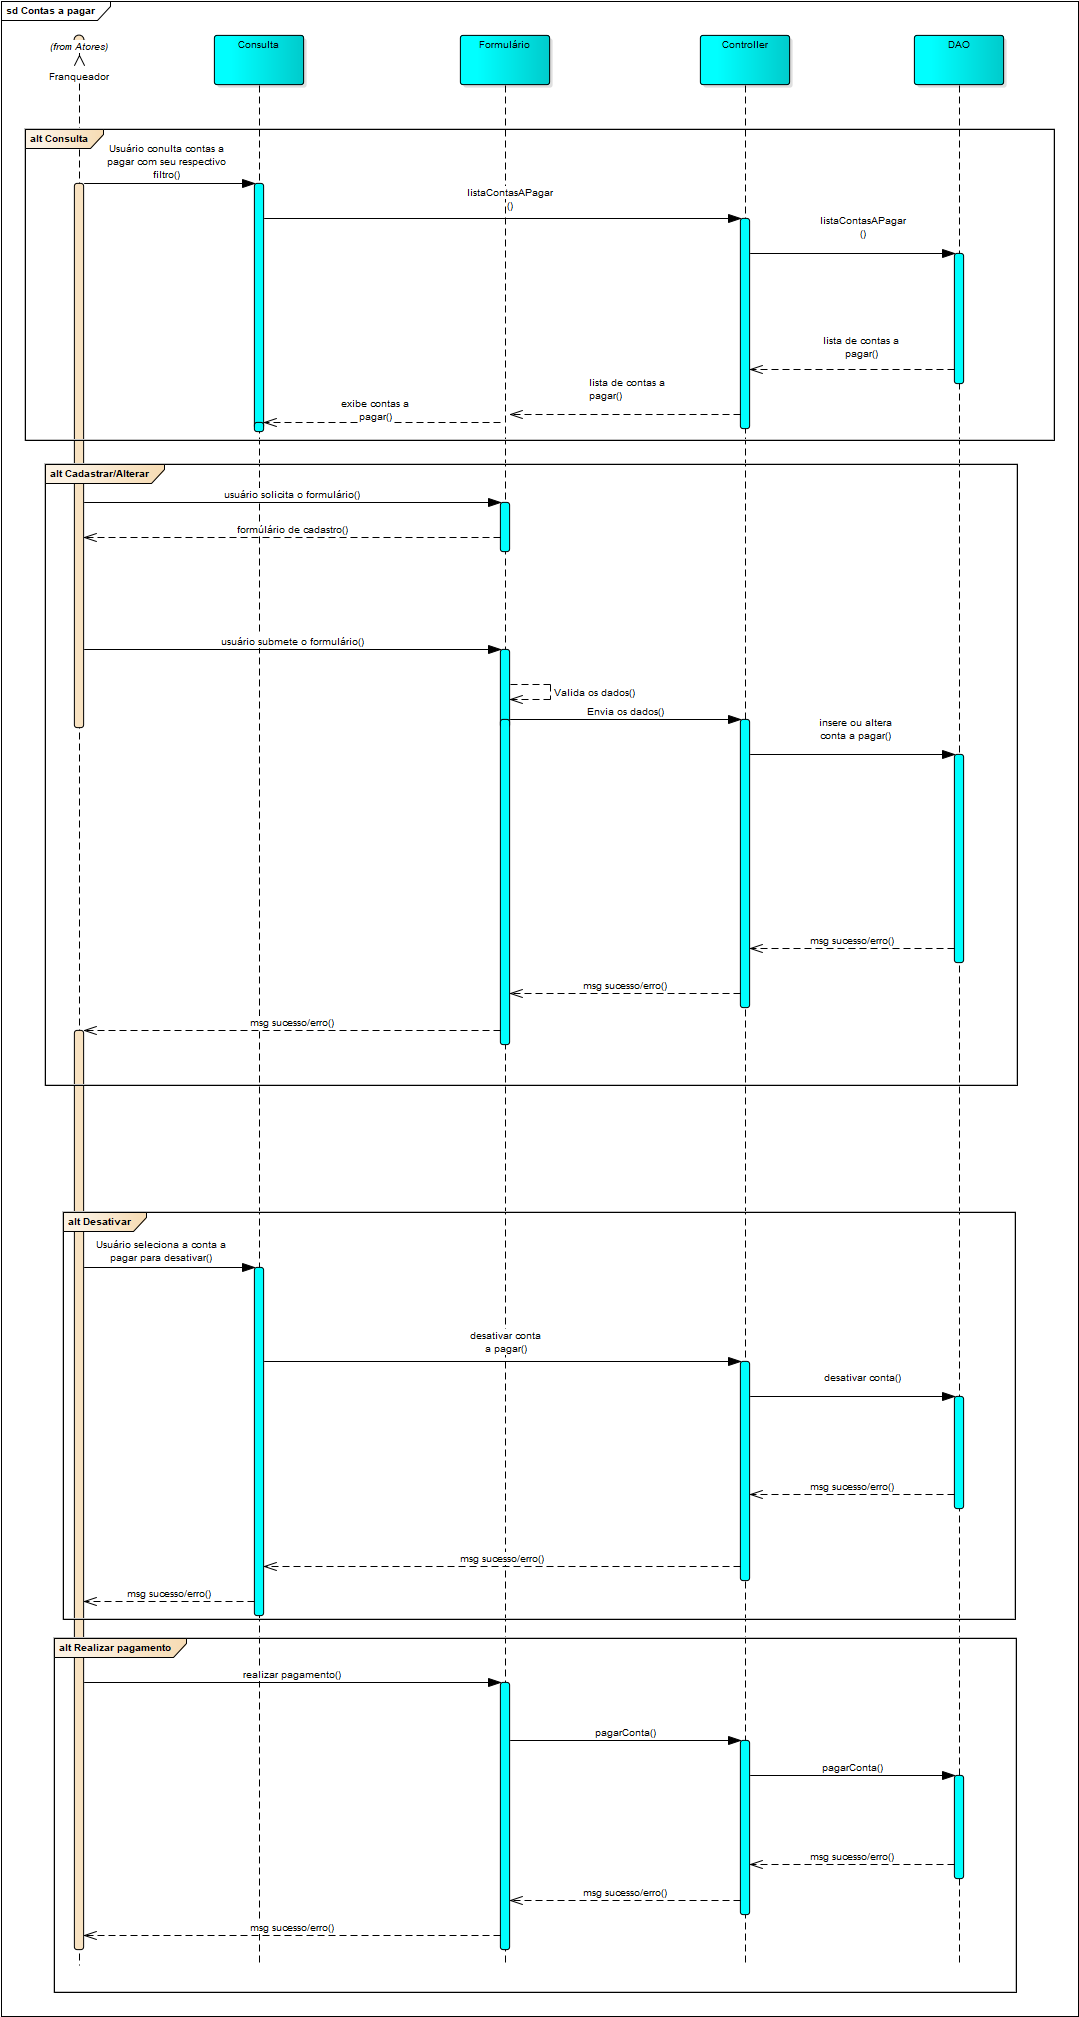 sd Contas a pagar
(from Atores)
Franqueador
Consulta
Formulário
Controller
DAO
alt Consulta
Usuário conulta contas a
pagar com seu respectivo
filtro()
listaContasAPagar
()
listaContasAPagar
()
lista de contas a
pagar()
lista de contas a
pagar()
exibe contas a
pagar()
alt Cadastrar/Alterar
usuário solicita o formulário()
formúlário de cadastro()
usuário submete o formulário()
Valida os dados()
Envia os dados()
insere ou altera
conta a pagar()
msg sucesso/erro()
msg sucesso/erro()
msg sucesso/erro()
alt Desativar
Usuário seleciona a conta a
pagar para desativar()
desativar conta
a pagar()
desativar conta()
msg sucesso/erro()
msg sucesso/erro()
msg sucesso/erro()
alt Realizar pagamento
realizar pagamento()
pagarConta()
pagarConta()
msg sucesso/erro()
msg sucesso/erro()
msg sucesso/erro()